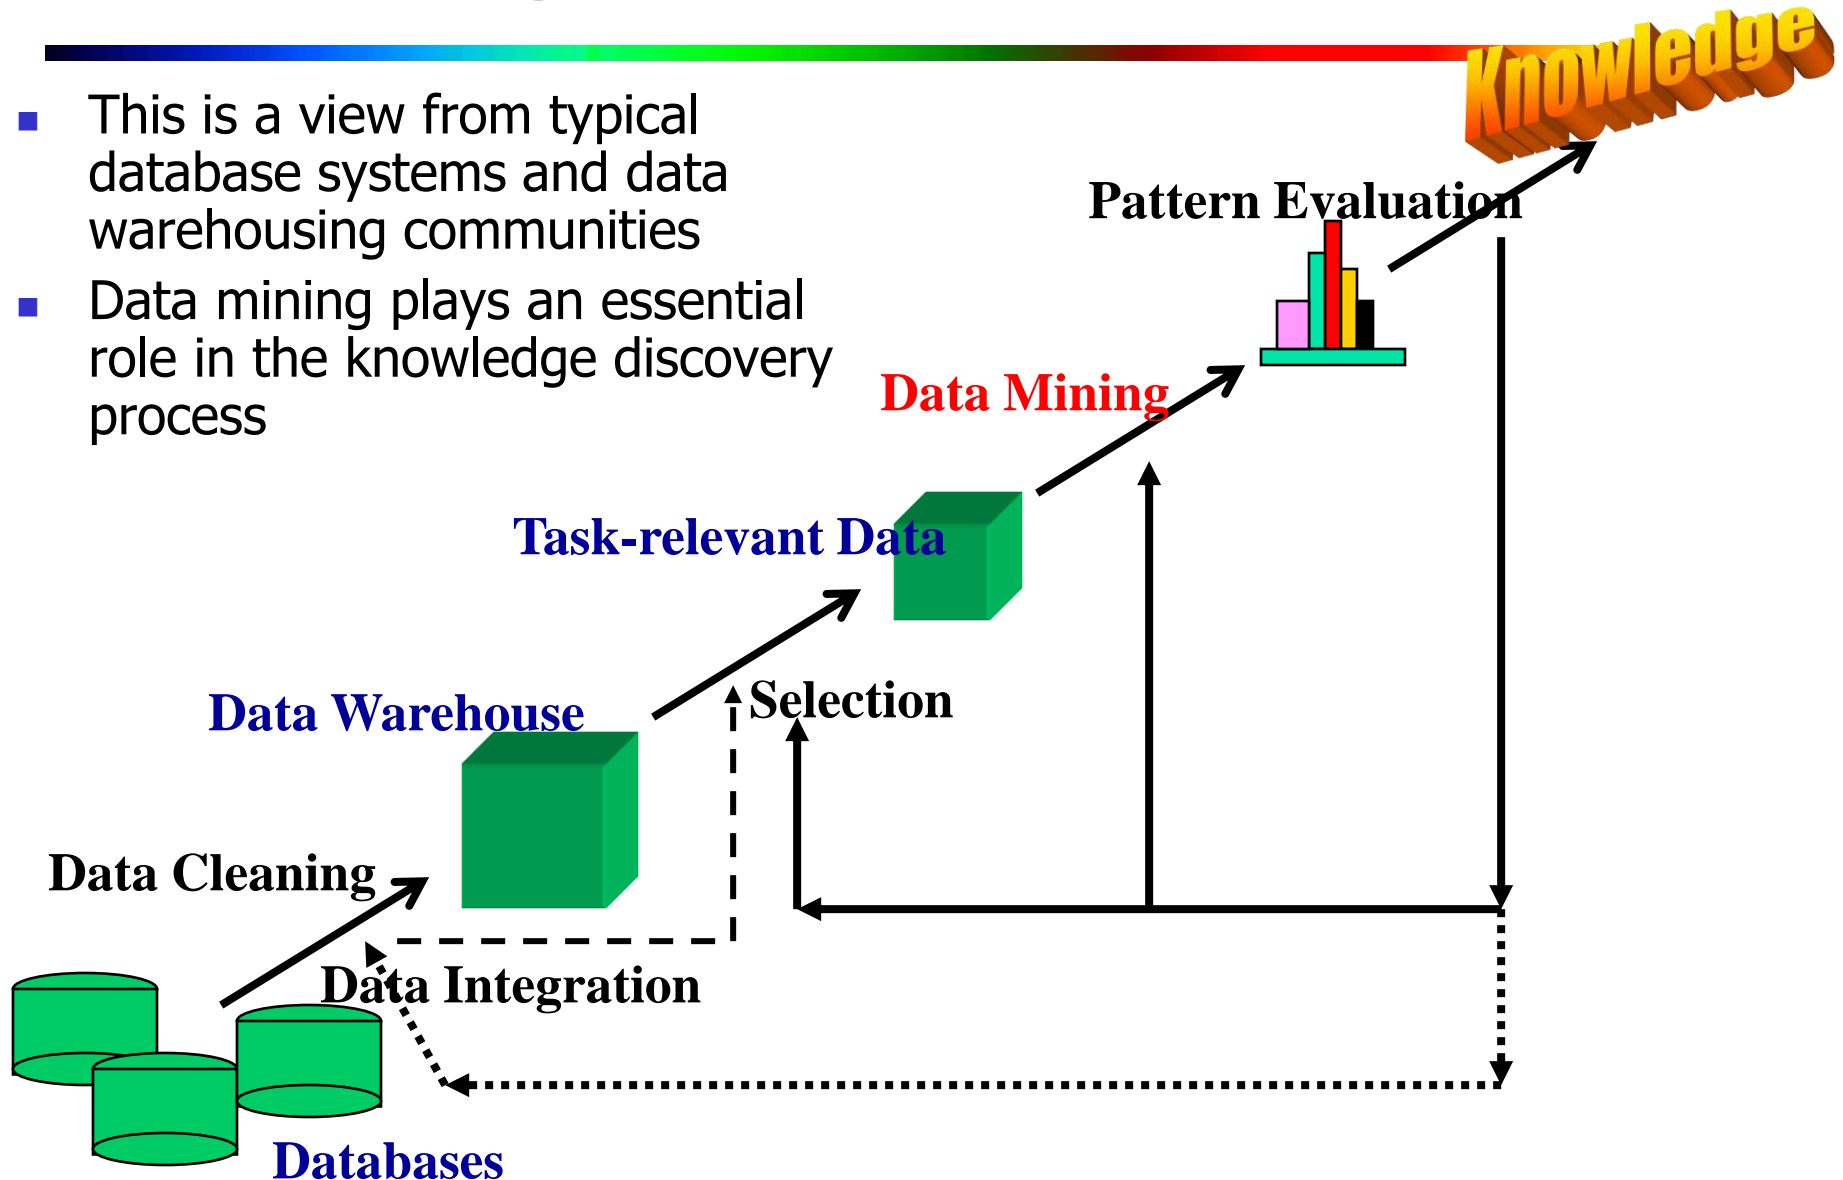 Knowledge
This is a view from typical
database systems and data
warehousing communities
Data mining plays an essential
role in the knowledge discovery
process
Pattern Evaluation
Data Mining
Task-relevant Data
Selection
Data Warehouse
Data Cleaning
Data Integration
Databases